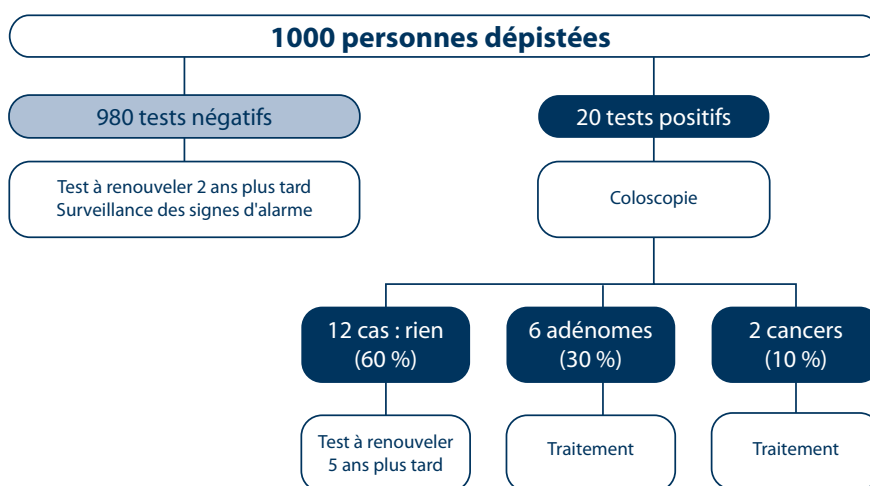 1000 personnes dépistées
980 tests négatifs
20 tests positifs
Test à renouveler 2 ans plus tard
Surveillance des signes d'alarme
Coloscopie
12 cas : rien
(60 %)
6 adénomes
(30 %)
2 cancers
(10 %)
Test à renouveler
5 ans plus tard
Traitement
Traitement